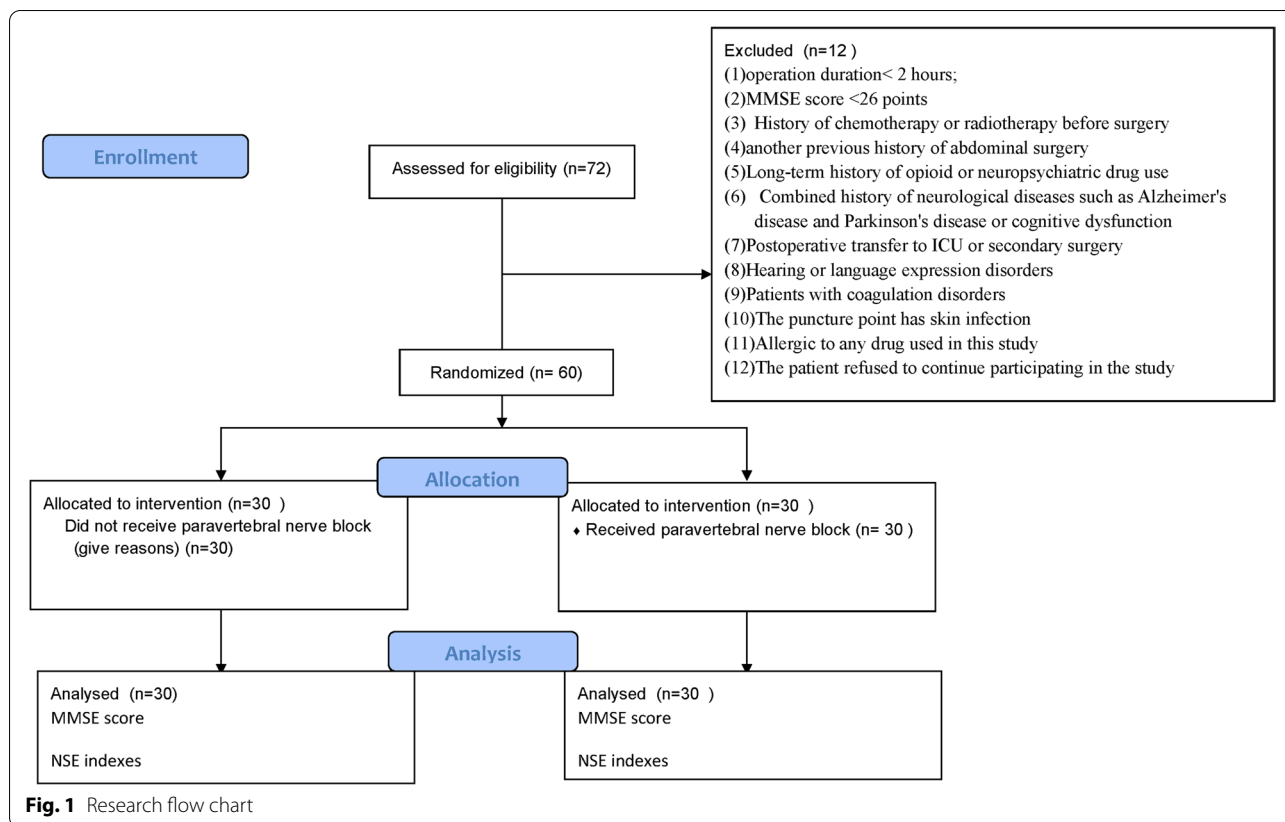 Enrollment
Assessed for eligibility (n=72)
Excluded (n=12 )
(1)operation duration< 2 hours;
(2)MMSE score <26 points
(3) History of chemotherapy or radiotherapy before surgery
(4)another previous history of abdominal surgery
(5)Long-term history of opioid or neuropsychiatric drug use
(6) Combined history of neurological diseases such as Alzheimer's
disease and Parkinson's disease or cognitive dysfunction
(7)Postoperative transfer to ICU or secondary surgery
(8)Hearing or language expression disorders
(9)Patients with coagulation disorders
(10)The puncture point has skin infection
(11)Allergic to any drug used in this study
(12)The patient refused to continue participating in the study
Randomized (n= 60)
Allocation
Allocated to intervention (n=30 )
Did not receive paravertebral nerve block
(give reasons) (n=30)
Allocated to intervention (n=30 )
♦ Received paravertebral nerve block (n= 30 )
Analysis
Analysed (n=30)
MMSE score
NSE indexes
Analysed (n=30 )
MMSE score
NSE indexes
Fig. 1 Research flow chart